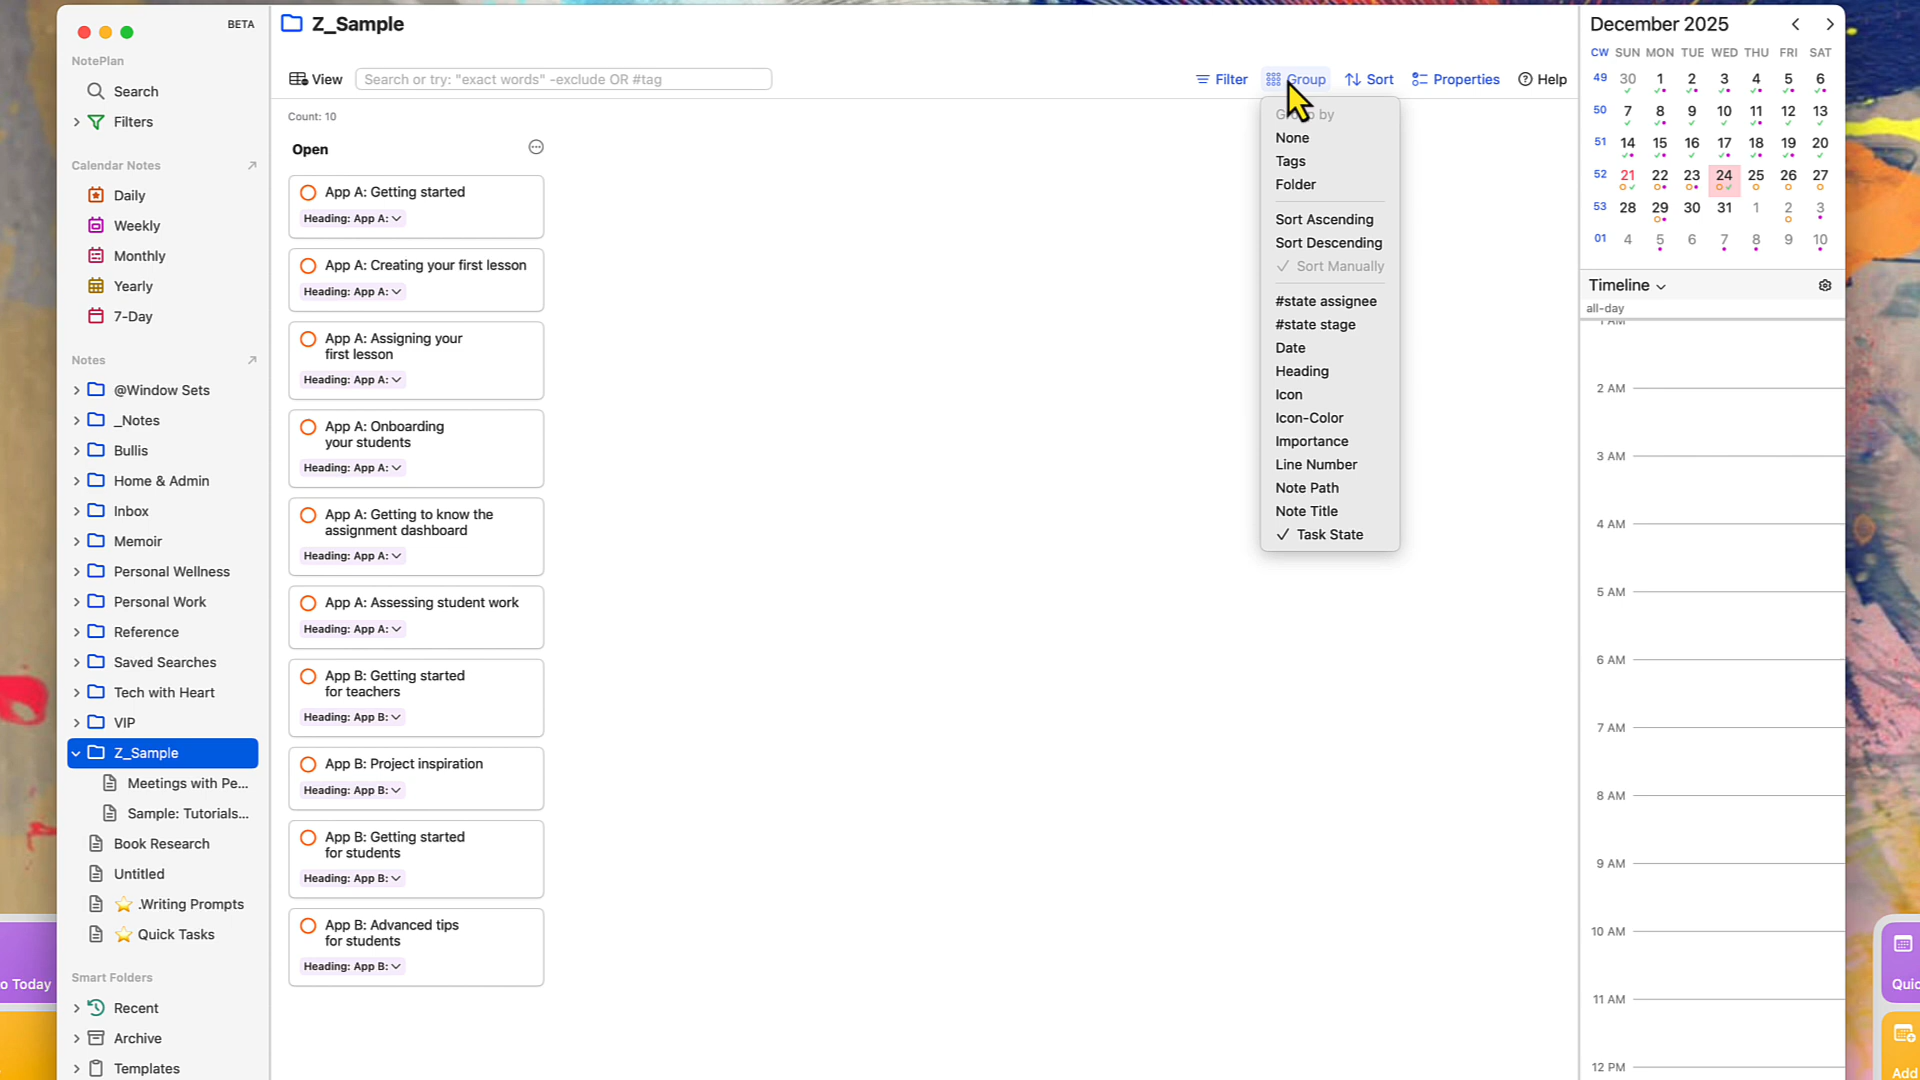 BETA
NotePlan
Search
Filters
Calendar Notes
Daily
Weekly
Monthly
Yearly
7-Day
Notes
@Window Sets
_Notes
Bullis
Home & Admin
Inbox
Memoir
Personal Wellness
Personal Work
Reference
Saved Searches
Tech with Heart
VIP
Z_Sample
Meetings with Pe...
Sample: Tutorials...
Book Research
Untitled
.Writing Prompts
Quick Tasks
Smart Folders
Recent
Archive
Templates
o Today
Z_Sample
View
Search or try: "exact words" -exclude OR #tag
Filter
Group
Sort
Properties
Help
Count: 10
Open
App A: Getting started
Heading: App A:
App A: Creating your first lesson
Heading: App A:
App A: Assigning your
first lesson
Heading: App A:
App A: Onboarding
your students
Heading: App A:
App A: Getting to know the
assignment dashboard
Heading: App A:
App A: Assessing student work
Heading: App A:
App B: Getting started
for teachers
Heading: App B:
App B: Project inspiration
Heading: App B:
App B: Getting started
for students
Heading: App B:
App B: Advanced tips
for students
Heading: App B:
Group by
None
Tags
Folder
Sort Ascending
Sort Descending
Sort Manually
#state assignee
#state stage
Date
Heading
Icon
Icon-Color
Importance
Line Number
Note Path
Note Title
Task State
December 2025
CW SUN MON TUE WED THU FRI SAT
49 30 1 2 3 4 5 6
50 7 8 9 10 11 12 13
51 14 15 16 17 18 19 20
52 21 22 23 24 25 26 27
53 28 29 30 31 1 2 3
01 4 5 6 7 8 9 10
Timeline
all-day
1 AM
2 AM
3 AM
4 AM
5 AM
6 AM
7 AM
8 AM
9 AM
10 AM
11 AM
12 PM
Quic
Add